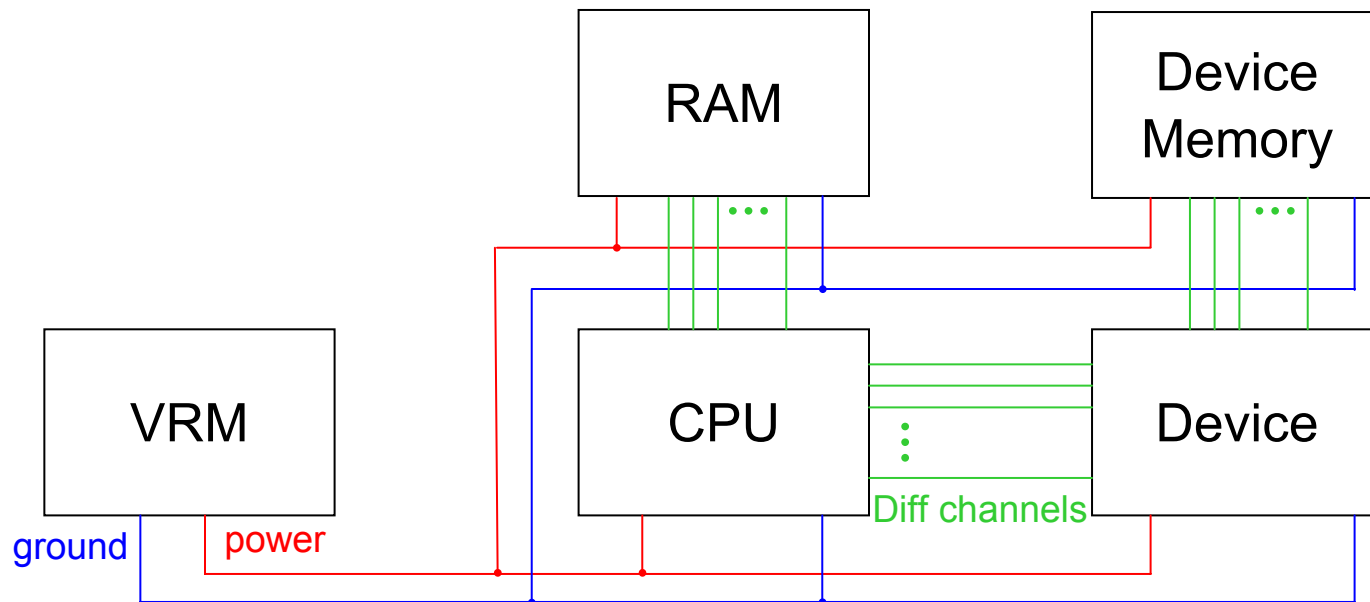 RAM
Device
Memory
VRM
CPU
Device
Diff channels
ground
power